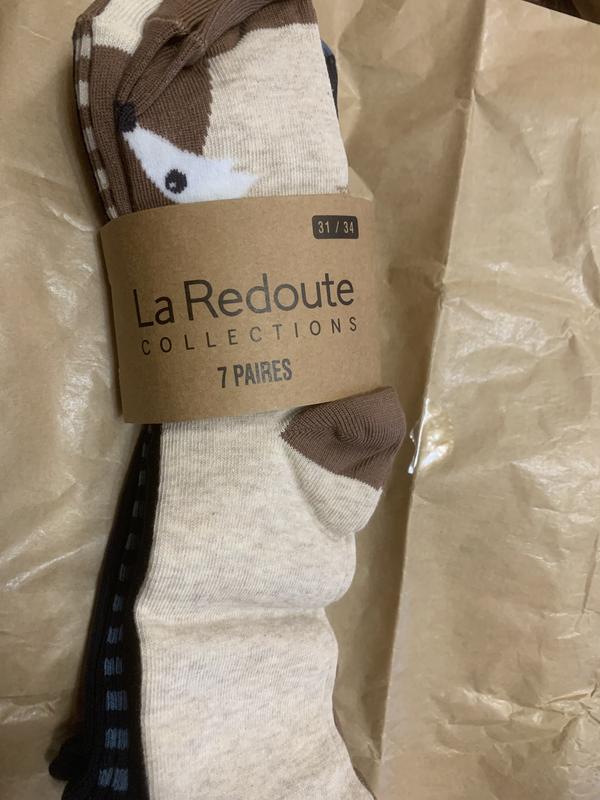 31 / 34
La Redoute
COLLECTIONS
7 PAIRES